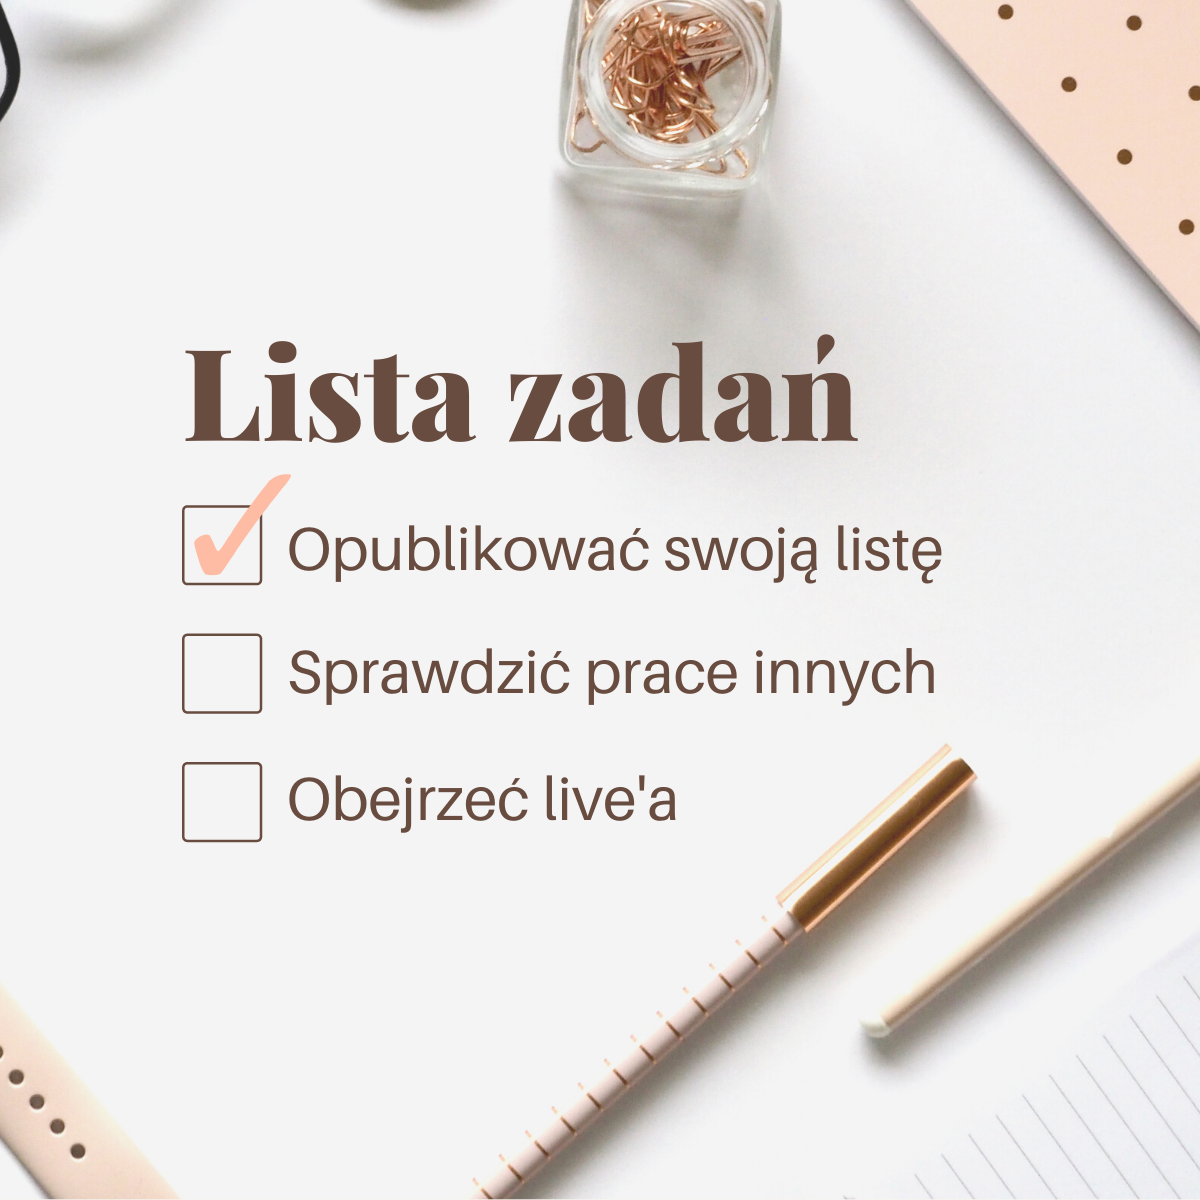 Lista zadań
Opublikować swoją listę
Sprawdzić prace innych
Obejrzeć live'a